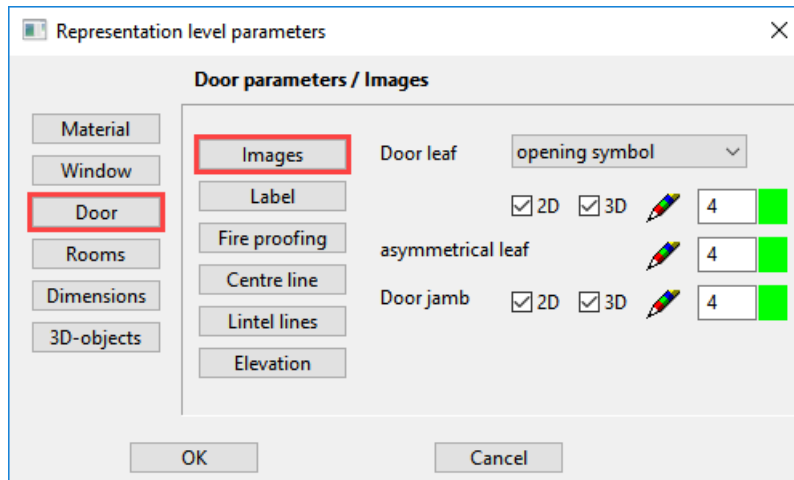 Representation level parameters
Door parameters / Images
Material
Window
Door
Rooms
Dimensions
3D-objects
Images
Label
Fire proofing
Centre line
Lintel lines
Elevation
Door leaf opening symbol
2D 3D 4
asymmetrical leaf 4
Door jamb 2D 3D 4
OK Cancel